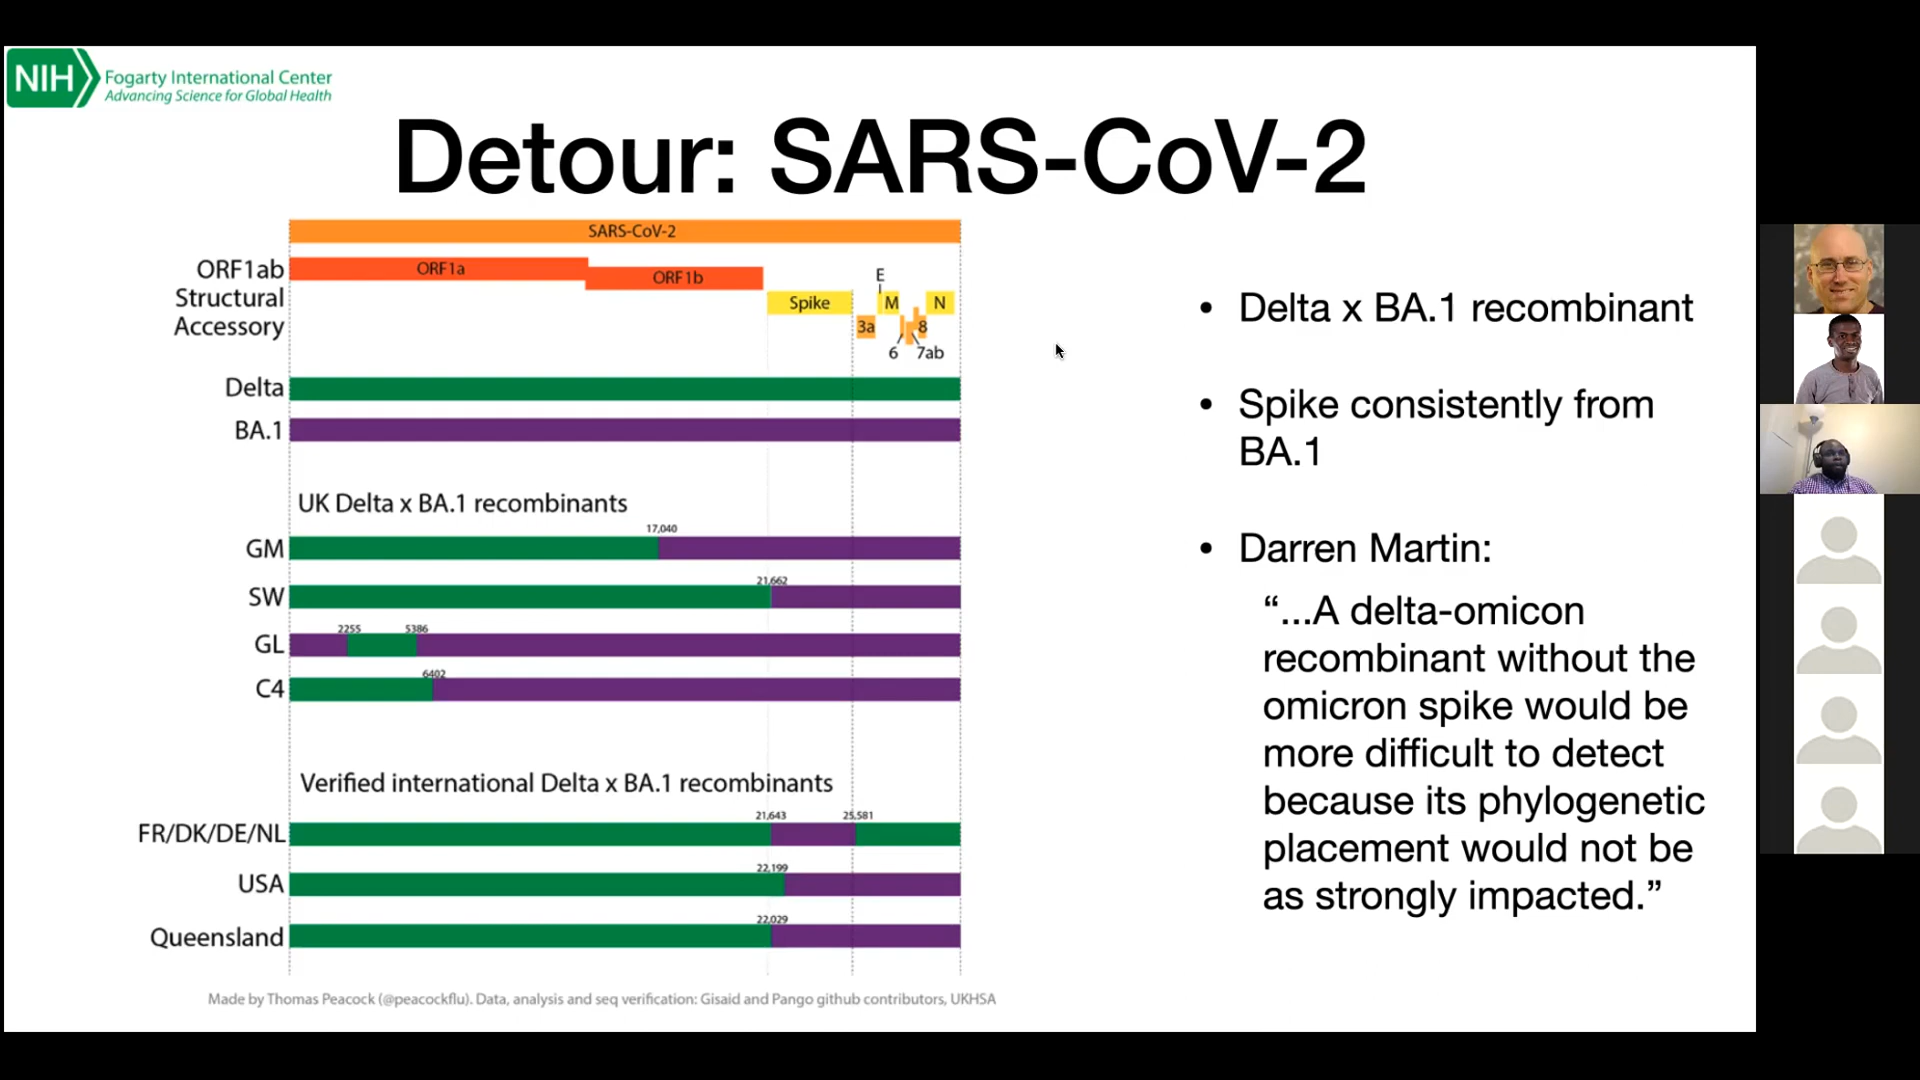 NIH Fogarty International Center
Advancing Science for Global Health
Detour: SARS-CoV-2
SARS-CoV-2
ORF1ab
ORF1a
ORF1b
Structural
Spike
E
M
N
Accessory
3a
8
6
7ab
Delta
BA.1
UK Delta x BA.1 recombinants
17,040
GM
21,662
SW
2255
5386
GL
6402
C4
Verified international Delta x BA.1 recombinants
21,643
25,581
FR/DK/DE/NL
22,199
USA
22,029
Queensland
Made by Thomas Peacock (@peacockflu). Data, analysis and seq verification: Gisaid and Pango github contributors, UKHSA
• Delta x BA.1 recombinant
• Spike consistently from
BA.1
• Darren Martin:
“...A delta-omicon
recombinant without the
omicron spike would be
more difficult to detect
because its phylogenetic
placement would not be
as strongly impacted.”